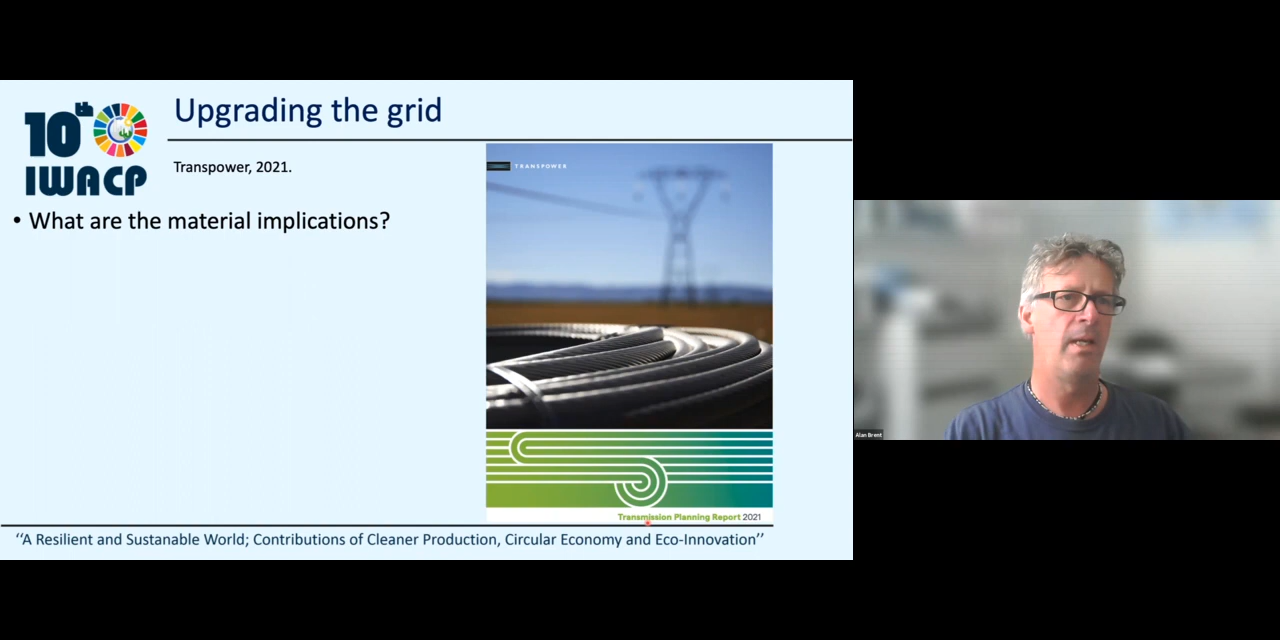 10th
IWACP
Upgrading the grid
Transpower, 2021.
• What are the material implications?
TRANSPOWER
Transmission Planning Report 2021
‘‘A Resilient and Sustanable World; Contributions of Cleaner Production, Circular Economy and Eco-Innovation’’
Alan Brent